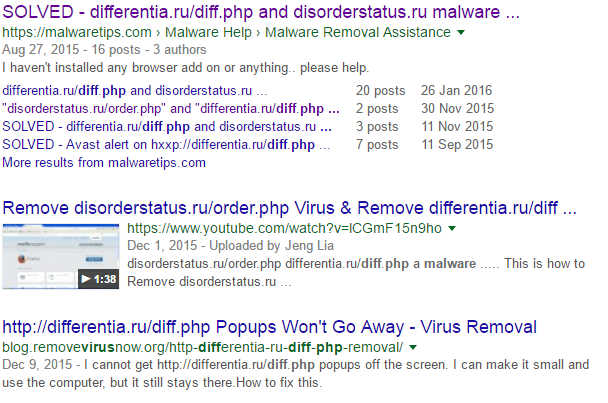 SOLVED - differentia.ru/diff.php and disorderstatus.ru malware ...
https://malwaretips.com › Malware Help › Malware Removal Assistance
Aug 27, 2015 - 16 posts - 3 authors
I haven't installed any browser add on or anything.. please help.
differentia.ru/diff.php and disorderstatus.ru ... 20 posts 26 Jan 2016
"disorderstatus.ru/order.php" and "differentia.ru/diff.php ... 2 posts 30 Nov 2015
SOLVED - differentia.ru/diff.php and disorderstatus.ru ... 3 posts 11 Nov 2015
SOLVED - Avast alert on hxxp://differentia.ru/diff.php ... 7 posts 11 Sep 2015
More results from malwaretips.com
Remove disorderstatus.ru/order.php Virus & Remove differentia.ru/diff ...
https://www.youtube.com/watch?v=lCGmF15n9ho
Dec 1, 2015 - Uploaded by Jeng Lia
disorderstatus.ru/order.php differentia.ru/diff.php a malware ..... This is how to
Remove disorderstatus.ru ...
1:38
http://differentia.ru/diff.php Popups Won't Go Away - Virus Removal
blog.removevirusnow.org/http-differentia-ru-diff-php-removal/
Dec 9, 2015 - I cannot get http://differentia.ru/diff.php popups off the screen. I can make it small and
use the computer, but it still stays there.How to fix this.